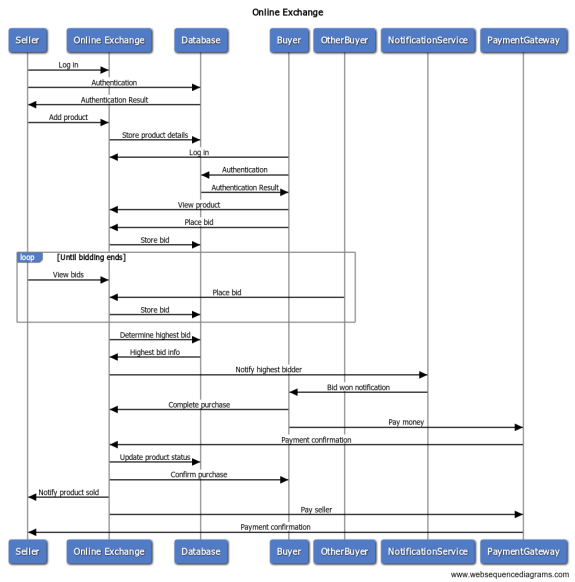 Online Exchange
Seller Online Exchange Database Buyer OtherBuyer NotificationService PaymentGateway
Log in
Authentication
Authentication Result
Add product
Store product details
Log in
Authentication
Authentication Result
View product
Place bid
Store bid
loop [Until bidding ends]
View bids
Place bid
Store bid
Determine highest bid
Highest bid info
Notify highest bidder
Bid won notification
Complete purchase
Pay money
Payment confirmation
Update product status
Confirm purchase
Notify product sold
Pay seller
Payment confirmation
Seller Online Exchange Database Buyer OtherBuyer NotificationService PaymentGateway
www.websequencediagrams.com